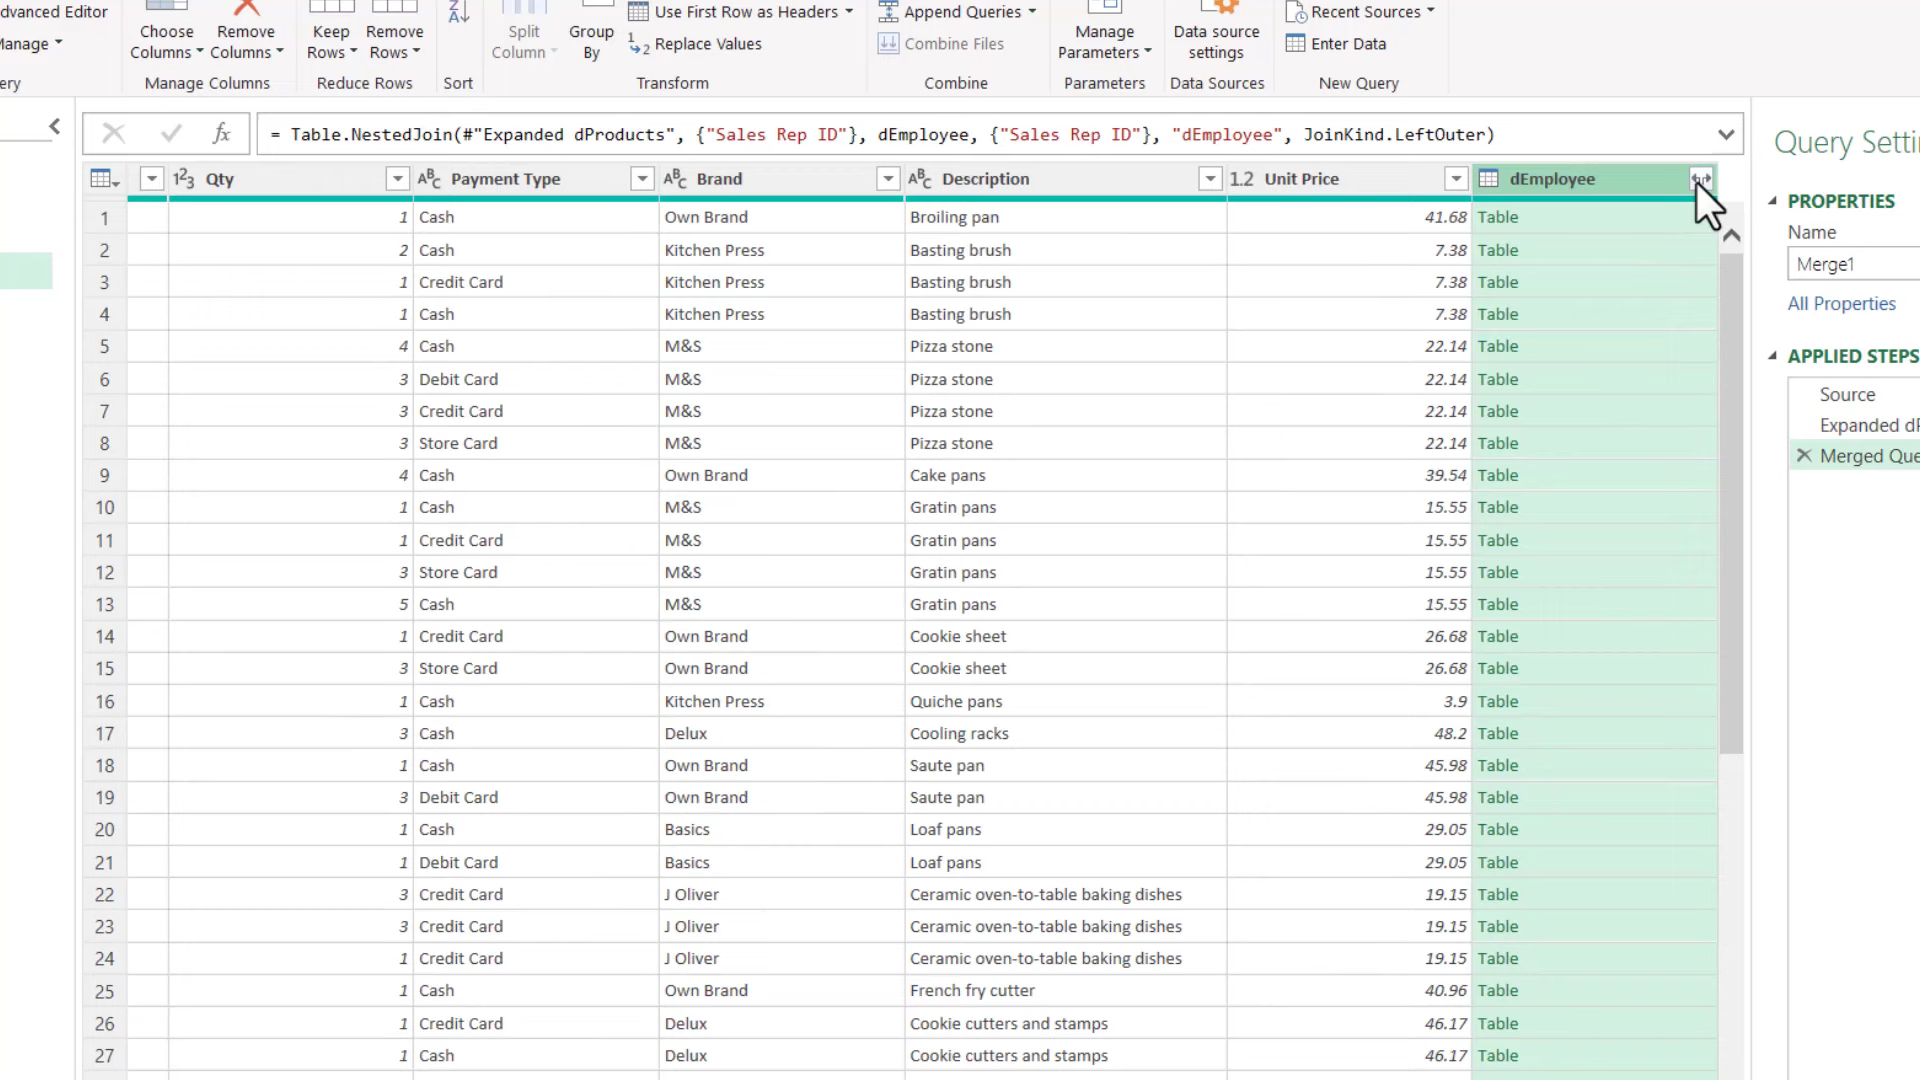 dvanced Editor
anage
ery
Choose Columns
Remove Columns
Manage Columns
Keep Rows
Remove Rows
Reduce Rows
Sort
Split Column
Group By
Use First Row as Headers
Replace Values
Transform
Append Queries
Combine Files
Combine
Manage Parameters
Parameters
Data source settings
Data Sources
Recent Sources
Enter Data
New Query
= Table.NestedJoin(#"Expanded dProducts", {"Sales Rep ID"}, dEmployee, {"Sales Rep ID"}, "dEmployee", JoinKind.LeftOuter)
Qty Payment Type Brand Description 1.2 Unit Price dEmployee
1 1 Cash Own Brand Broiling pan 41.68 Table
2 2 Cash Kitchen Press Basting brush 7.38 Table
3 1 Credit Card Kitchen Press Basting brush 7.38 Table
4 1 Cash Kitchen Press Basting brush 7.38 Table
5 4 Cash M&S Pizza stone 22.14 Table
6 3 Debit Card M&S Pizza stone 22.14 Table
7 3 Credit Card M&S Pizza stone 22.14 Table
8 3 Store Card M&S Pizza stone 22.14 Table
9 4 Cash Own Brand Cake pans 39.54 Table
10 1 Cash M&S Gratin pans 15.55 Table
11 1 Credit Card M&S Gratin pans 15.55 Table
12 3 Store Card M&S Gratin pans 15.55 Table
13 5 Cash M&S Gratin pans 15.55 Table
14 1 Credit Card Own Brand Cookie sheet 26.68 Table
15 3 Store Card Own Brand Cookie sheet 26.68 Table
16 1 Cash Kitchen Press Quiche pans 3.9 Table
17 3 Cash Delux Cooling racks 48.2 Table
18 1 Cash Own Brand Saute pan 45.98 Table
19 3 Debit Card Own Brand Saute pan 45.98 Table
20 1 Cash Basics Loaf pans 29.05 Table
21 1 Debit Card Basics Loaf pans 29.05 Table
22 3 Credit Card J Oliver Ceramic oven-to-table baking dishes 19.15 Table
23 3 Credit Card J Oliver Ceramic oven-to-table baking dishes 19.15 Table
24 1 Credit Card J Oliver Ceramic oven-to-table baking dishes 19.15 Table
25 1 Cash Own Brand French fry cutter 40.96 Table
26 1 Credit Card Delux Cookie cutters and stamps 46.17 Table
27 1 Cash Delux Cookie cutters and stamps 46.17 Table
Query Setti
PROPERTIES
Name
Merge1
All Properties
APPLIED STEPS
Source
Expanded dP
Merged Que